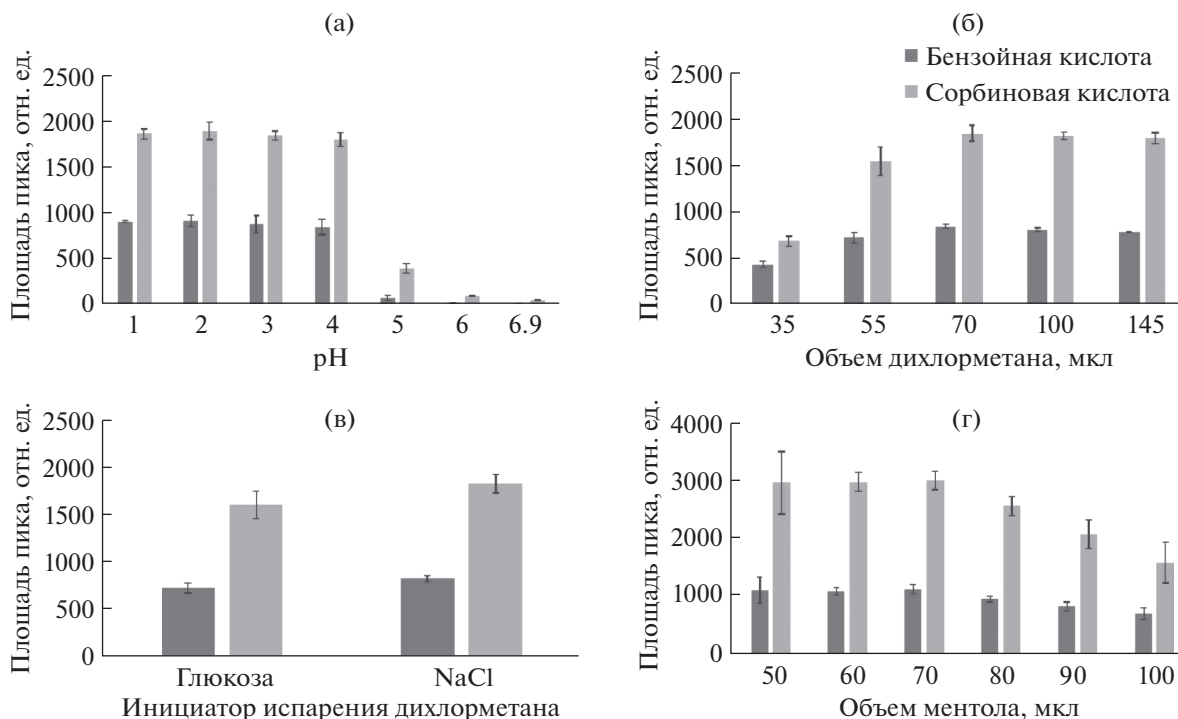 (а)
Площадь пика, отн. ед.
2500
2000
1500
1000
500
0
1 2 3 4 5 6 6.9
pH
(б)
Бензойная кислота
Сорбиновая кислота
Площадь пика, отн. ед.
2500
2000
1500
1000
500
0
35 55 70 100 145
Объем дихлорметана, мкл
(в)
Площадь пика, отн. ед.
2500
2000
1500
1000
500
0
Глюкоза NaCl
Инициатор испарения дихлорметана
(г)
Площадь пика, отн. ед.
4000
3000
2000
1000
0
50 60 70 80 90 100
Объем ментола, мкл